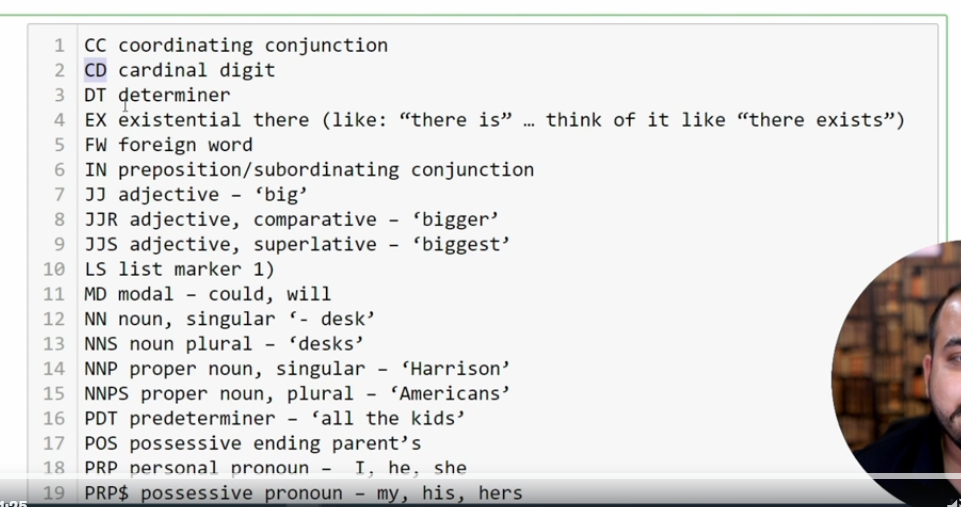 1 CC coordinating conjunction
2 CD cardinal digit
3 DT determiner
4 EX existential there (like: “there is” … think of it like “there exists”)
5 FW foreign word
6 IN preposition/subordinating conjunction
7 JJ adjective – ‘big’
8 JJR adjective, comparative – ‘bigger’
9 JJS adjective, superlative – ‘biggest’
10 LS list marker 1)
11 MD modal – could, will
12 NN noun, singular ‘- desk’
13 NNS noun plural – ‘desks’
14 NNP proper noun, singular – ‘Harrison’
15 NNPS proper noun, plural – ‘Americans’
16 PDT predeterminer – ‘all the kids’
17 POS possessive ending parent’s
18 PRP personal pronoun – I, he, she
19 PRP$ possessive pronoun – my, his, hers